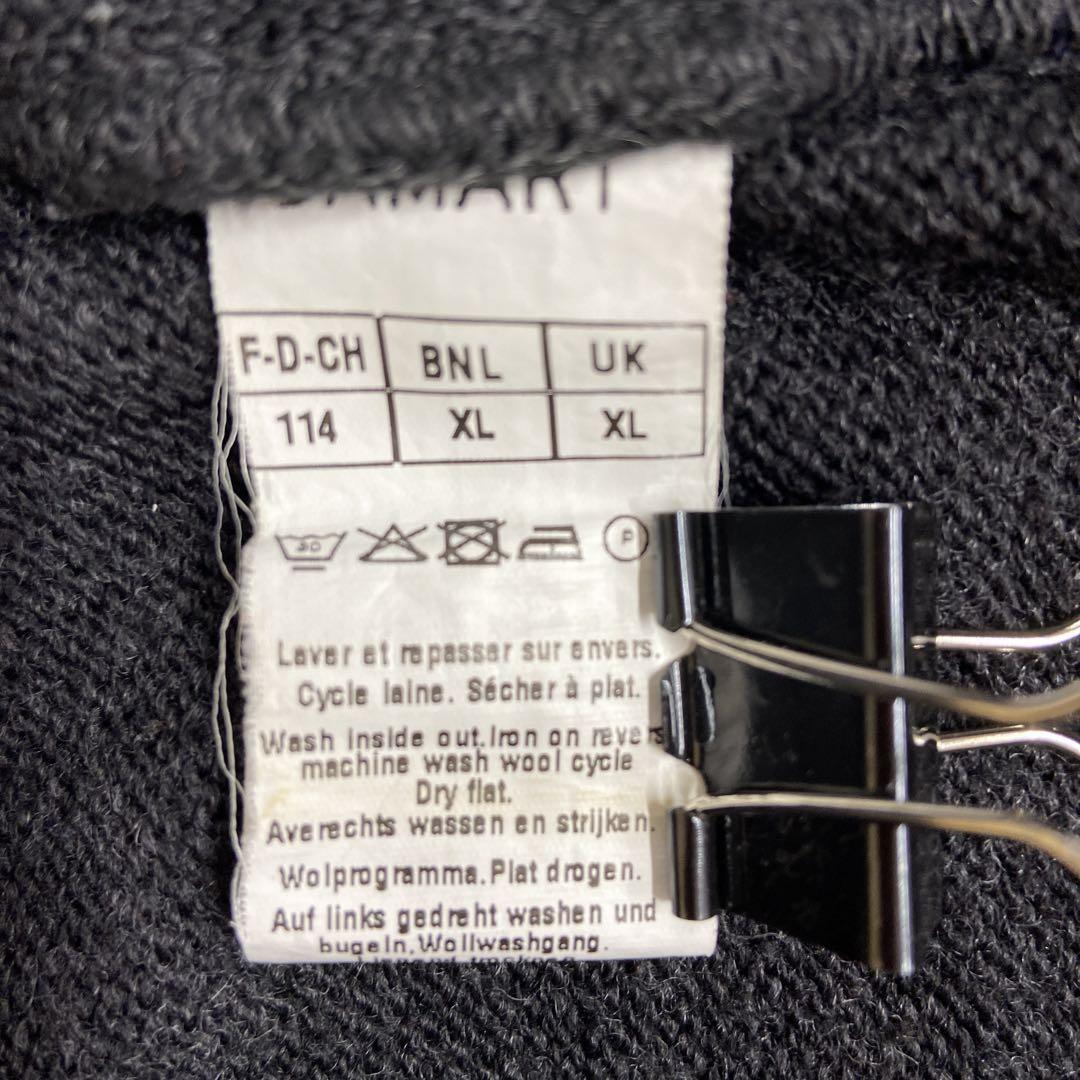 F-D-CH BNL UK
114 XL XL
30 P
Laver et repasser sur envers.
Cycle laine. Sécher à plat.
Wash inside out.Iron on
machine wash wool cycle
Dry flat.
Averechts wassen en strijken.
Wolprogramma.Plat drogen.
Auf links gedreht washen und
bugeln.Wollwashgang.